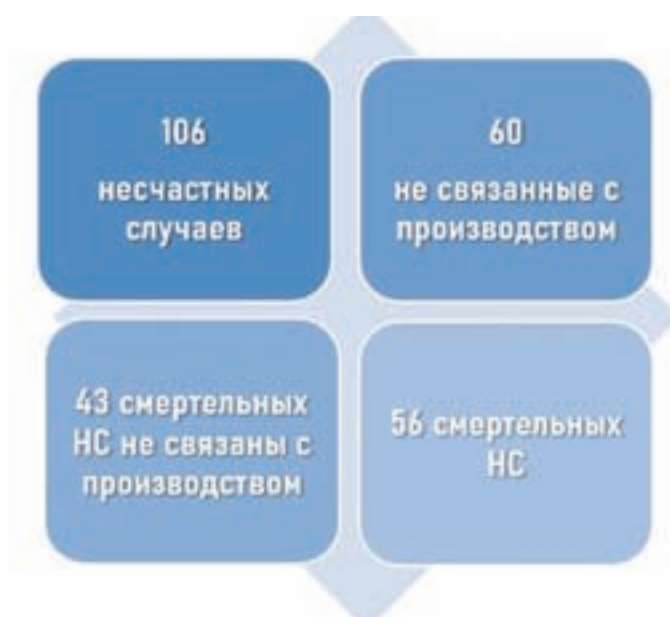 106
несчастных
случаев
60
не связанные с
производством
43 смертельных
НС не связаны с
производством
56 смертельных
НС